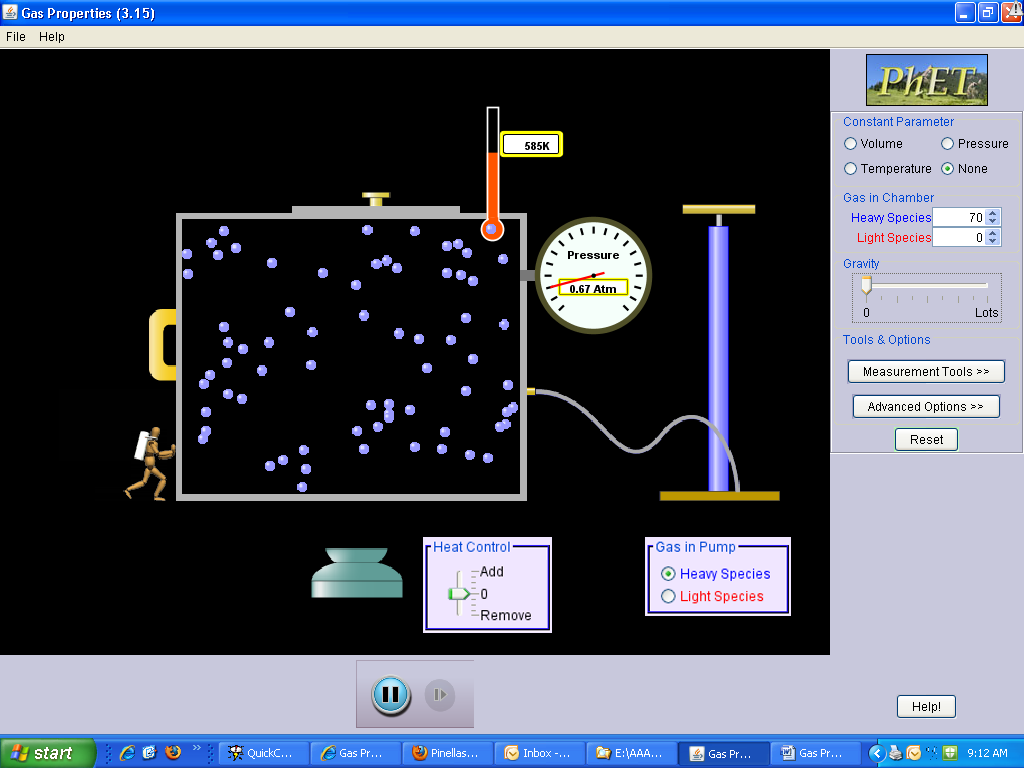 Gas Properties (3.15)
File Help
PhET
Constant Parameter
Volume Pressure
Temperature None
Gas in Chamber
Heavy Species 70
Light Species 0
Gravity
0 Lots
Tools & Options
Measurement Tools >>
Advanced Options >>
Reset
585K
Pressure
0.67 Atm
Heat Control
Add
0
Remove
Gas in Pump
Heavy Species
Light Species
Help!
start
QuickC...
Gas Pr...
Pinellas...
Inbox -...
E:\AAA...
Gas Pr...
Gas Pr...
9:12 AM